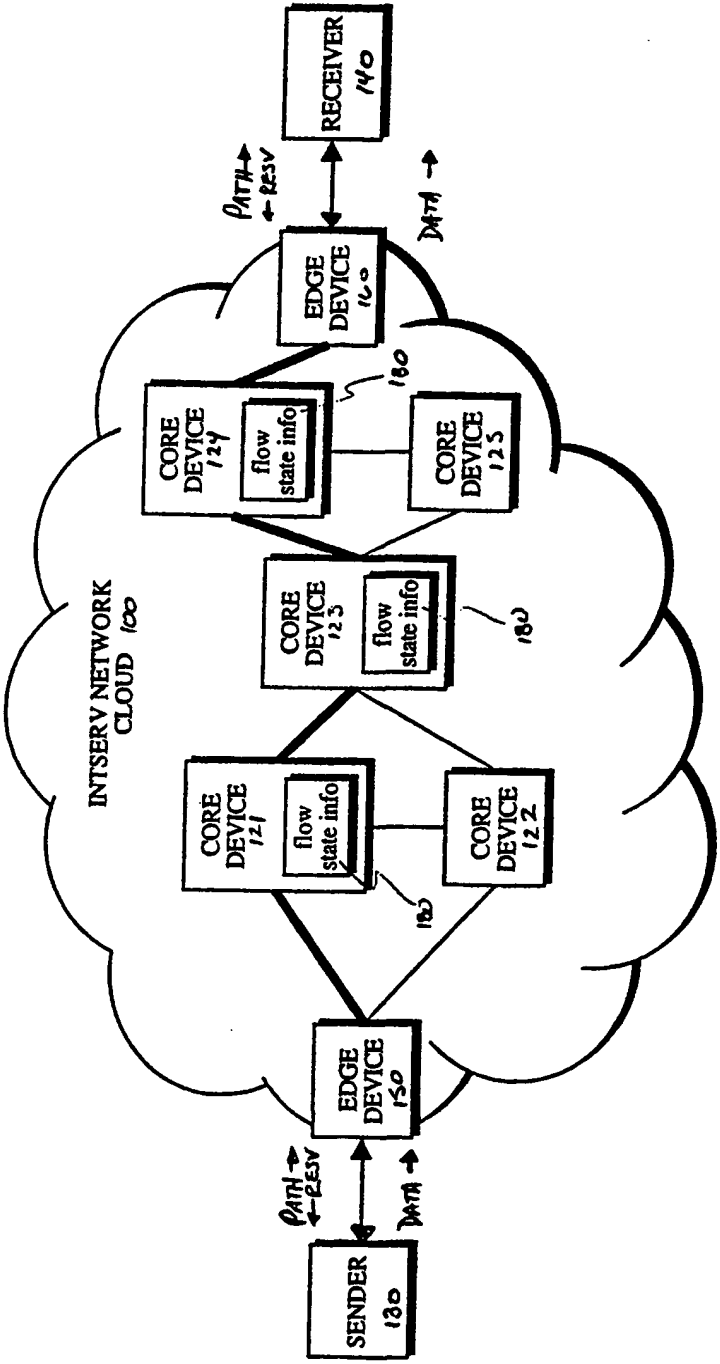 INTSERV NETWORK
CLOUD 100
SENDER
130
PATH →
← RESV
DATA →
EDGE
DEVICE
150
CORE
DEVICE
121
flow
state info
180
CORE
DEVICE
122
CORE
DEVICE
123
flow
state info
180
CORE
DEVICE
124
flow
state info
180
CORE
DEVICE
125
EDGE
DEVICE
160
PATH →
← RESV
DATA →
RECEIVER
140